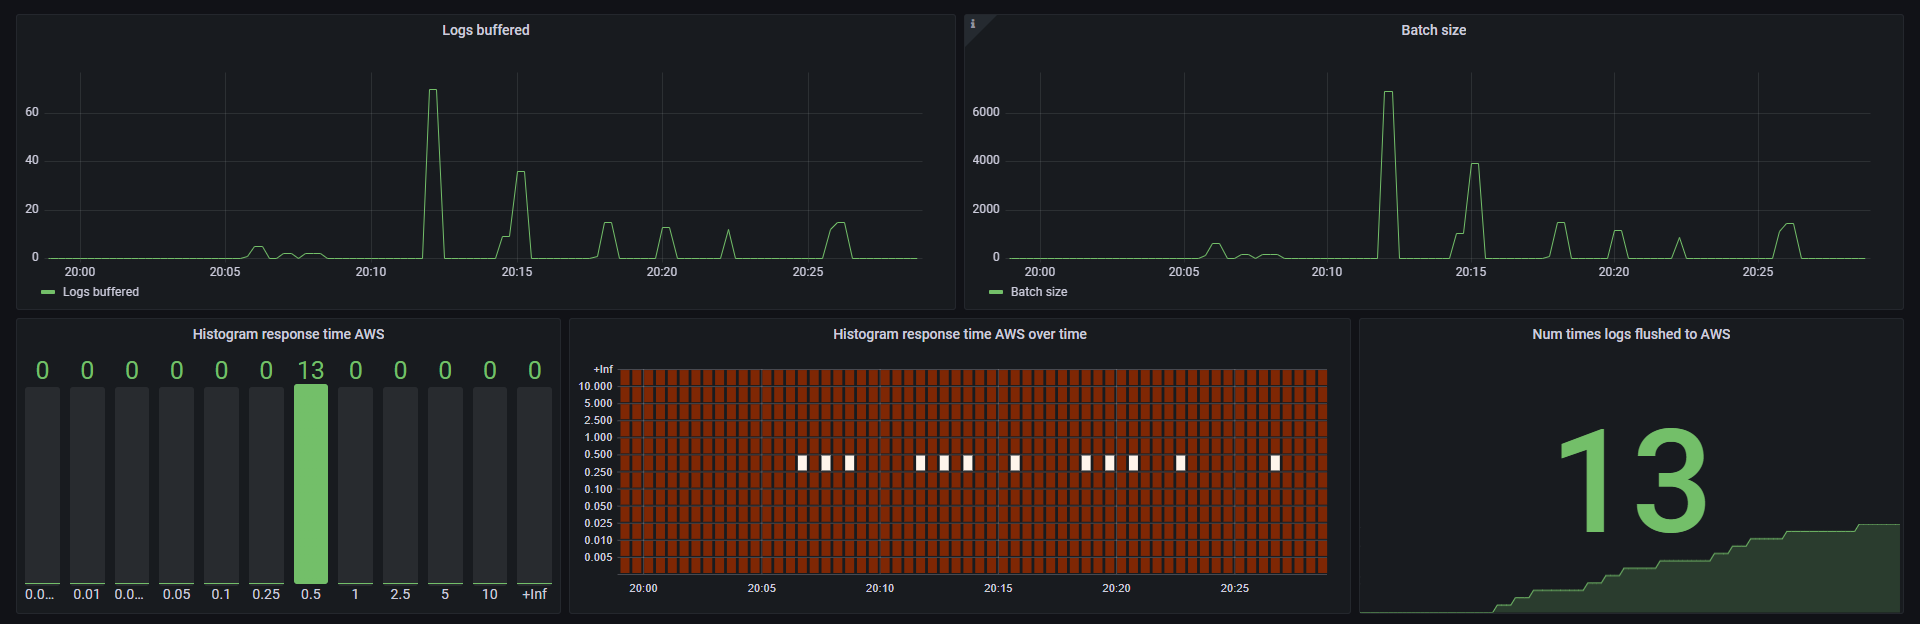 Logs buffered
60
40
20
0
20:00 20:05 20:10 20:15 20:20 20:25
Logs buffered
i
Batch size
6000
4000
2000
0
20:00 20:05 20:10 20:15 20:20 20:25
Batch size
Histogram response time AWS
0 0 0 0 0 0 13 0 0 0 0 0
0.0... 0.01 0.0... 0.05 0.1 0.25 0.5 1 2.5 5 10 +Inf
Histogram response time AWS over time
+Inf
10.000
5.000
2.500
1.000
0.500
0.250
0.100
0.050
0.025
0.010
0.005
20:00 20:05 20:10 20:15 20:20 20:25
Num times logs flushed to AWS
13